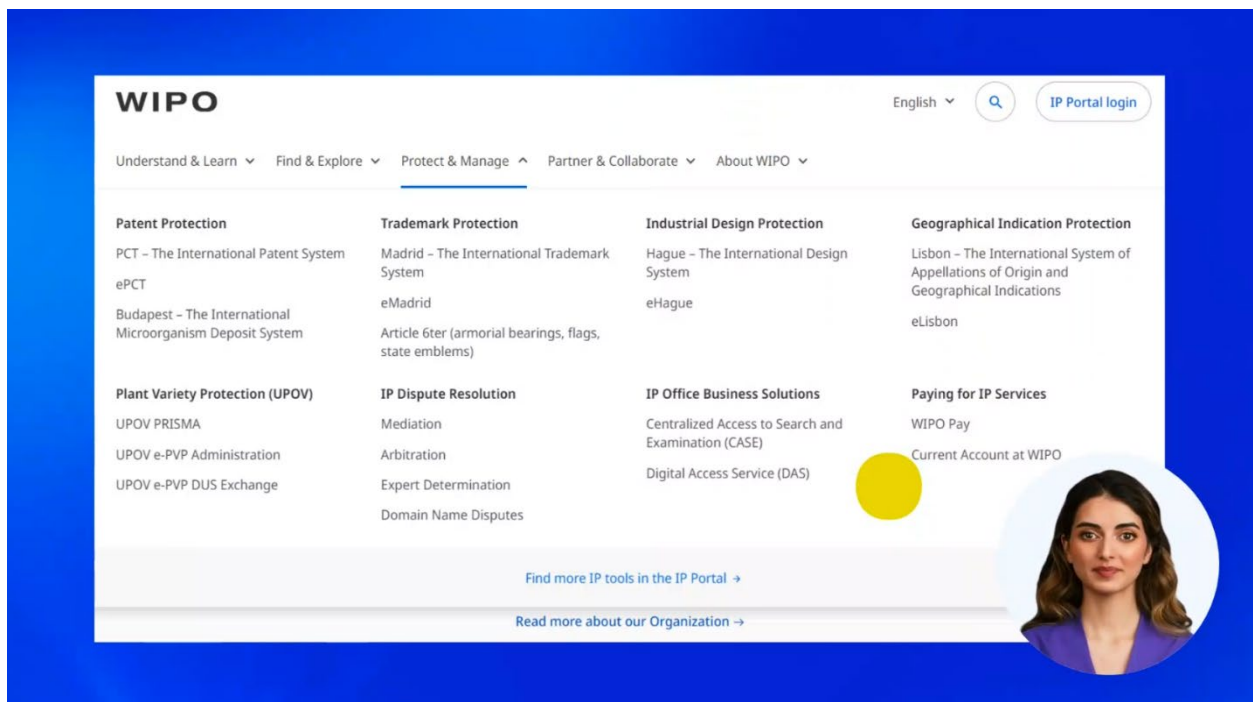 WIPO
English
IP Portal login
Understand & Learn
Find & Explore
Protect & Manage
Partner & Collaborate
About WIPO
Patent Protection
PCT – The International Patent System
ePCT
Budapest – The International
Microorganism Deposit System
Trademark Protection
Madrid – The International Trademark
System
eMadrid
Article 6ter (armorial bearings, flags,
state emblems)
Industrial Design Protection
Hague – The International Design
System
eHague
Geographical Indication Protection
Lisbon – The International System of
Appellations of Origin and
Geographical Indications
eLisbon
Plant Variety Protection (UPOV)
UPOV PRISMA
UPOV e-PVP Administration
UPOV e-PVP DUS Exchange
IP Dispute Resolution
Mediation
Arbitration
Expert Determination
Domain Name Disputes
IP Office Business Solutions
Centralized Access to Search and
Examination (CASE)
Digital Access Service (DAS)
Paying for IP Services
WIPO Pay
Current Account at WIPO
Find more IP tools in the IP Portal →
Read more about our Organization →